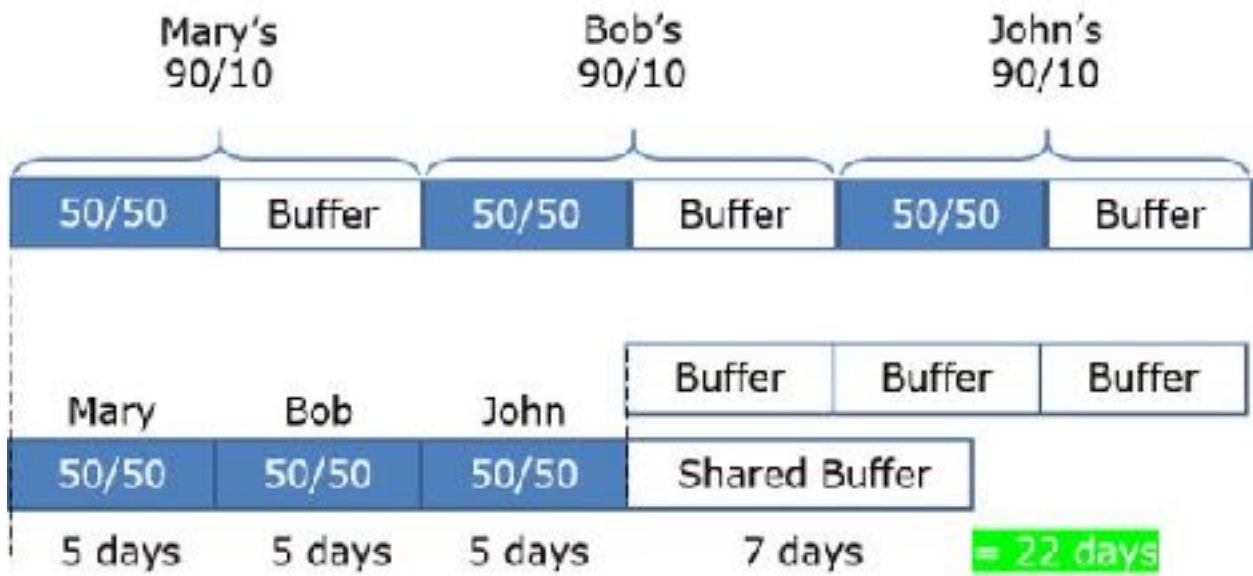 Mary's Bob's John's
90/10 90/10 90/10
50/50 Buffer 50/50 Buffer 50/50 Buffer
Buffer Buffer Buffer
Mary Bob John
50/50 50/50 50/50 Shared Buffer
5 days 5 days 5 days 7 days = 22 days